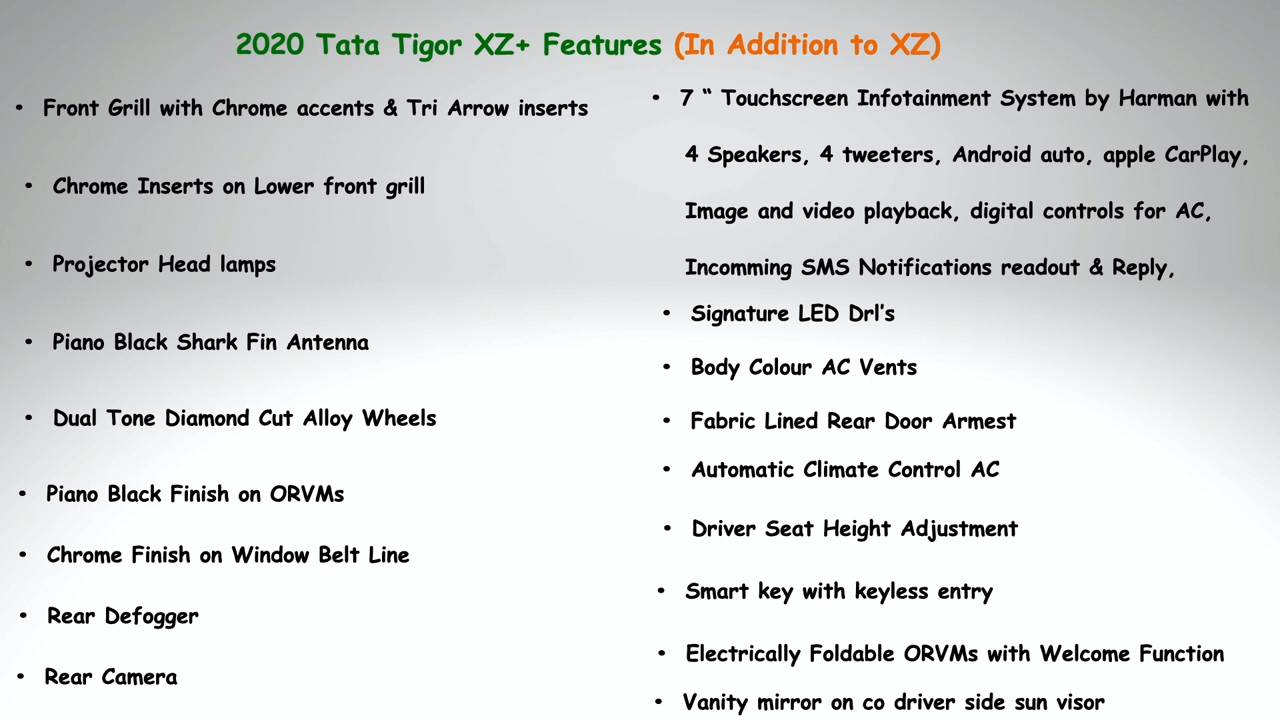 2020 Tata Tigor XZ+ Features (In Addition to XZ)
• Front Grill with Chrome accents & Tri Arrow inserts
• Chrome Inserts on Lower front grill
• Projector Head lamps
• Piano Black Shark Fin Antenna
• Dual Tone Diamond Cut Alloy Wheels
• Piano Black Finish on ORVMs
• Chrome Finish on Window Belt Line
• Rear Defogger
• Rear Camera
• 7 “ Touchscreen Infotainment System by Harman with
4 Speakers, 4 tweeters, Android auto, apple CarPlay,
Image and video playback, digital controls for AC,
Incomming SMS Notifications readout & Reply,
• Signature LED Drl’s
• Body Colour AC Vents
• Fabric Lined Rear Door Armest
• Automatic Climate Control AC
• Driver Seat Height Adjustment
• Smart key with keyless entry
• Electrically Foldable ORVMs with Welcome Function
• Vanity mirror on co driver side sun visor